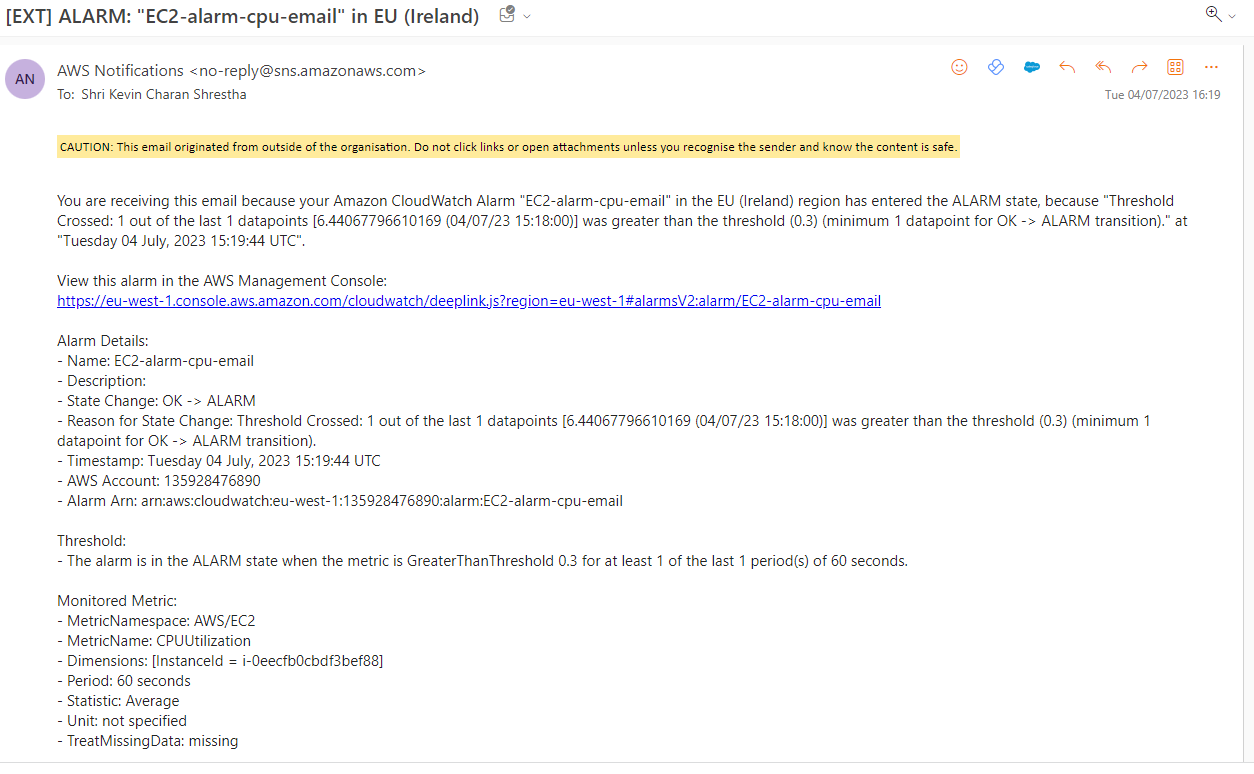 [EXT] ALARM: "EC2-alarm-cpu-email" in EU (Ireland)
AN
AWS Notifications <no-reply@sns.amazonaws.com>
To: Shri Kevin Charan Shrestha
Tue 04/07/2023 16:19
CAUTION: This email originated from outside of the organisation. Do not click links or open attachments unless you recognise the sender and know the content is safe.
You are receiving this email because your Amazon CloudWatch Alarm "EC2-alarm-cpu-email" in the EU (Ireland) region has entered the ALARM state, because "Threshold
Crossed: 1 out of the last 1 datapoints [6.44067796610169 (04/07/23 15:18:00)] was greater than the threshold (0.3) (minimum 1 datapoint for OK -> ALARM transition)." at
"Tuesday 04 July, 2023 15:19:44 UTC".
View this alarm in the AWS Management Console:
https://eu-west-1.console.aws.amazon.com/cloudwatch/deeplink.js?region=eu-west-1#alarmsV2:alarm/EC2-alarm-cpu-email
Alarm Details:
- Name: EC2-alarm-cpu-email
- Description:
- State Change: OK -> ALARM
- Reason for State Change: Threshold Crossed: 1 out of the last 1 datapoints [6.44067796610169 (04/07/23 15:18:00)] was greater than the threshold (0.3) (minimum 1
datapoint for OK -> ALARM transition).
- Timestamp: Tuesday 04 July, 2023 15:19:44 UTC
- AWS Account: 135928476890
- Alarm Arn: arn:aws:cloudwatch:eu-west-1:135928476890:alarm:EC2-alarm-cpu-email
Threshold:
- The alarm is in the ALARM state when the metric is GreaterThanThreshold 0.3 for at least 1 of the last 1 period(s) of 60 seconds.
Monitored Metric:
- MetricNamespace: AWS/EC2
- MetricName: CPUUtilization
- Dimensions: [InstanceId = i-0eecfb0cbdf3bef88]
- Period: 60 seconds
- Statistic: Average
- Unit: not specified
- TreatMissingData: missing